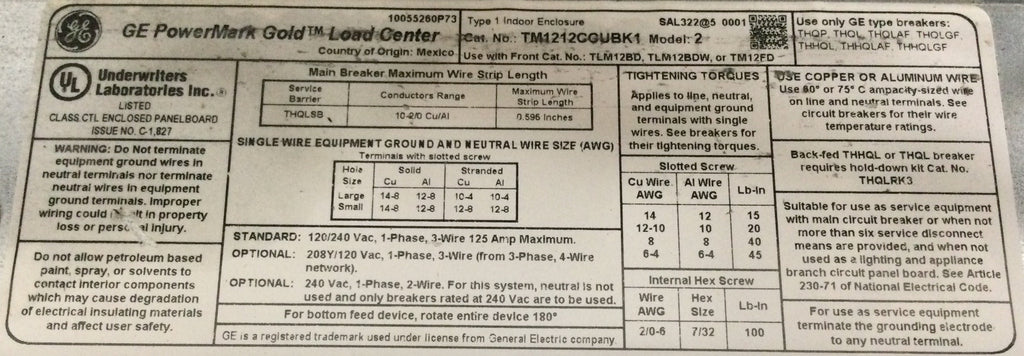 GE PowerMark Gold™ Load Center
10055260P73
Country of Origin: Mexico
Type 1 Indoor Enclosure
SAL322@5 0001
Cat. No.: TM1212CGUBK1 Model: 2
Use with Front Cat. No.: TLM12BD, TLM12BDW, or TM12FD
Use only GE type breakers:
THQP, THQL, THQLAF, THQLGF,
THHQL, THHQLAF, THHQLGF
UL
Underwriters
Laboratories Inc.®
LISTED
CLASS CTL ENCLOSED PANELBOARD
ISSUE NO. C-1,827
WARNING: Do Not terminate
equipment ground wires in
neutral terminals nor terminate
neutral wires in equipment
ground terminals. Improper
wiring could in property
loss or injury.
Do not allow petroleum based
paint, spray, or solvents to
contact interior components
which may cause degradation
of electrical insulating materials
and affect user safety.
Main Breaker Maximum Wire Strip Length
Service Barrier Conductors Range Maximum Wire Strip Length
THQLSB 10-2/0 Cu/Al 0.595 Inches
SINGLE WIRE EQUIPMENT GROUND AND NEUTRAL WIRE SIZE (AWG)
Terminals with slotted screw
Hole Size Solid Stranded
Cu Al Cu Al
Large 14-8 12-8 10-4 10-4
Small 14-8 12-8 12-8 12-8
STANDARD: 120/240 Vac, 1-Phase, 3-Wire 125 Amp Maximum.
OPTIONAL: 208Y/120 Vac, 1-Phase, 3-Wire (from 3-Phase, 4-Wire
network).
OPTIONAL: 240 Vac, 1-Phase, 2-Wire. For this system, neutral is not
used and only breakers rated at 240 Vac are to be used.
For bottom feed device, rotate entire device 180°
GE is a registered trademark used under license from General Electric company
TIGHTENING TORQUES
Applies to line, neutral,
and equipment ground
terminals with single
wires. See breakers for
their tightening torques.
Slotted Screw
Cu Wire AWG Al Wire AWG Lb-In
14 12 15
12-10 10 20
8 8 40
6-4 6-4 45
Internal Hex Screw
Wire AWG Hex Size Lb-In
2/0-6 7/32 100
USE COPPER OR ALUMINUM WIRE
Use 60° or 75° C ampacity-sized wire
on line and neutral terminals. See
circuit breakers for their wire
temperature ratings.
Back-fed THHQL or THQL breaker
requires hold-down kit Cat. No.
THQLRK3
Suitable for use as service equipment
with main circuit breaker or when not
more than six service disconnect
means are provided, and when not
used as a lighting and appliance
branch circuit panel board. See Article
230-71 of National Electrical Code.
For use as service equipment
terminate the grounding electrode
to any neutral terminal.